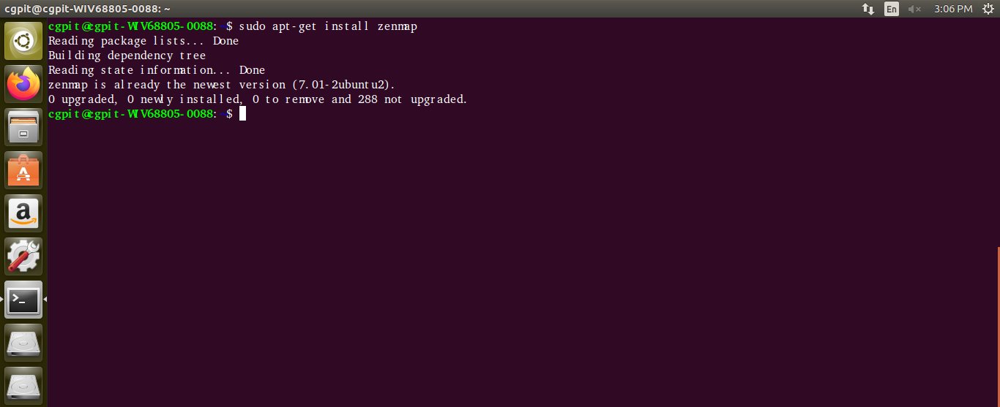 cgpit@cgpit-WIV68805-0088: ~
En
3:06 PM
cgpit@cgpit-WIV68805-0088:~$ sudo apt-get install zenmap
Reading package lists... Done
Building dependency tree
Reading state information... Done
zenmap is already the newest version (7.01-2ubuntu2).
0 upgraded, 0 newly installed, 0 to remove and 288 not upgraded.
cgpit@cgpit-WIV68805-0088:~$